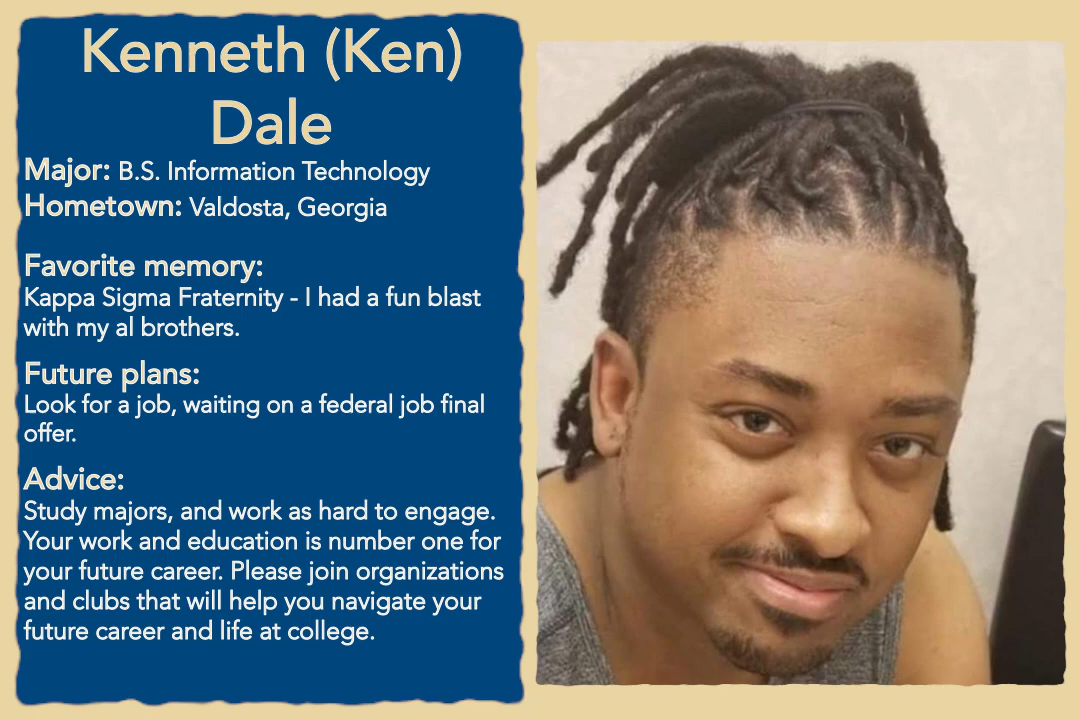 Kenneth (Ken)
Dale
Major: B.S. Information Technology
Hometown: Valdosta, Georgia
Favorite memory:
Kappa Sigma Fraternity - I had a fun blast
with my al brothers.
Future plans:
Look for a job, waiting on a federal job final
offer.
Advice:
Study majors, and work as hard to engage.
Your work and education is number one for
your future career. Please join organizations
and clubs that will help you navigate your
future career and life at college.